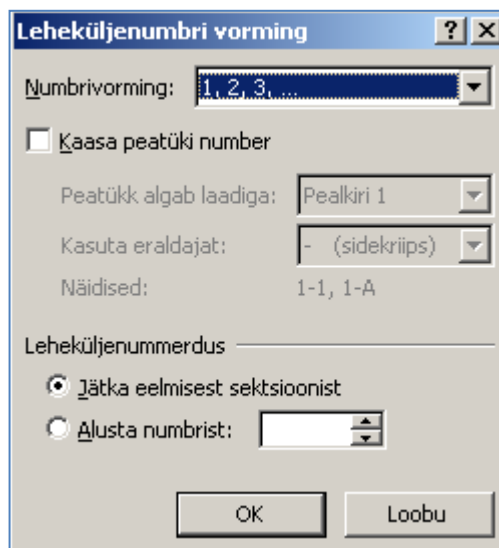 Leheküljenumbri vorming
Numbrivorming: 1, 2, 3, ...
Kaasa peatüki number
Peatükk algab laadiga: Pealkiri 1
Kasuta eraldajat: - (sidekriips)
Näidised: 1-1, 1-A
Leheküljenummerdus
Jätka eelmisest sektsioonist
Alusta numbrist:
OK Loobu